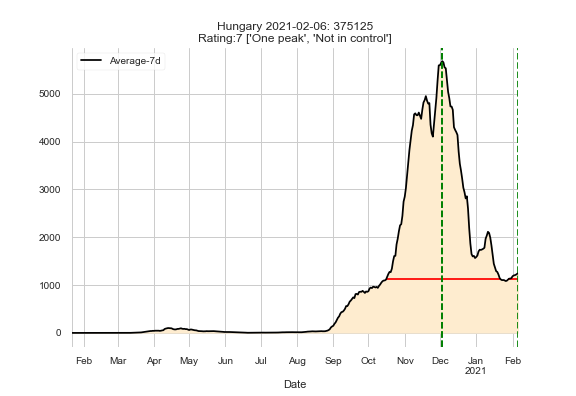 Hungary 2021-02-06: 375125
Rating:7 ['One peak', 'Not in control']
Average-7d
5000
4000
3000
2000
1000
0
Feb Mar Apr May Jun Jul Aug Sep Oct Nov Dec Jan Feb
2021
Date